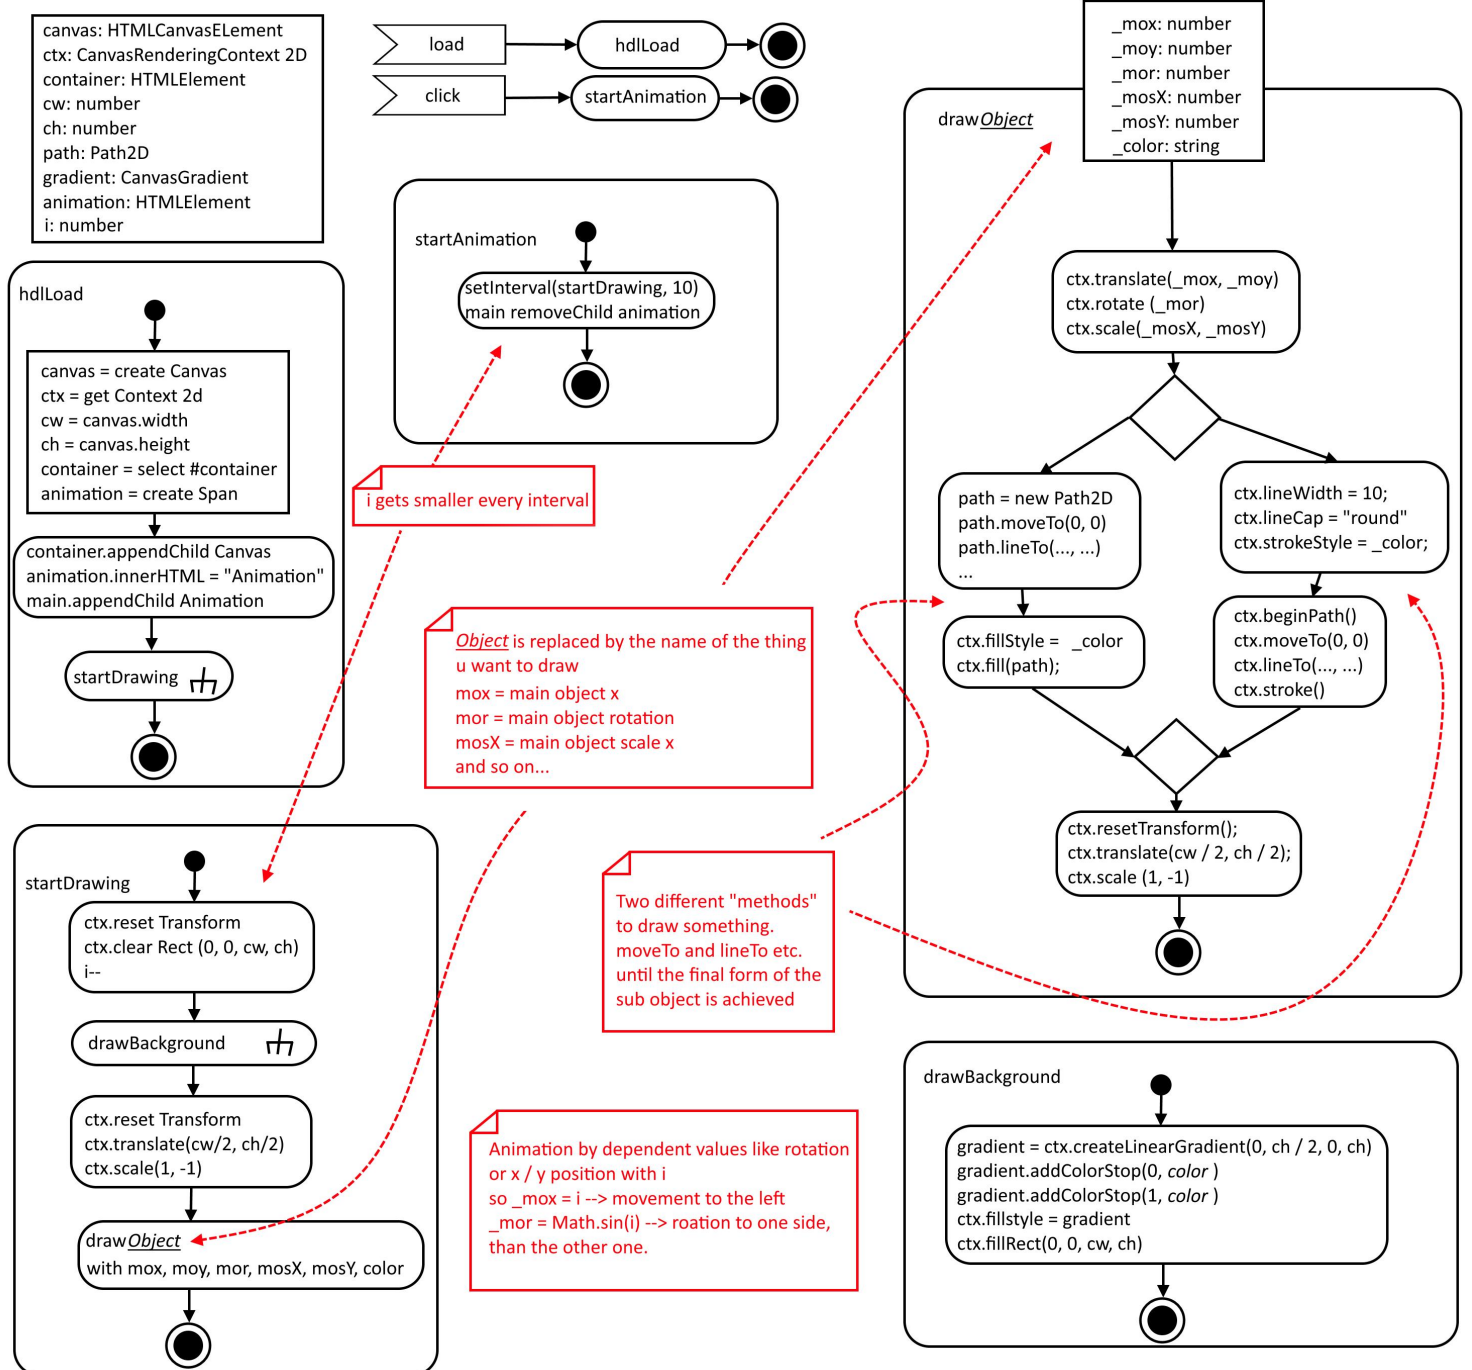 canvas: HTMLCanvasELement
ctx: CanvasRenderingContext 2D
container: HTMLElement
cw: number
ch: number
path: Path2D
gradient: CanvasGradient
animation: HTMLElement
i: number
load
hdlLoad
click
startAnimation
_mox: number
_moy: number
_mor: number
_mosX: number
_mosY: number
_color: string
drawObject
ctx.translate(_mox, _moy)
ctx.rotate (_mor)
ctx.scale(_mosX, _mosY)
path = new Path2D
path.moveTo(0, 0)
path.lineTo(..., ...)
...
ctx.fillStyle = _color
ctx.fill(path);
ctx.lineWidth = 10;
ctx.lineCap = "round"
ctx.strokeStyle = _color;
ctx.beginPath()
ctx.moveTo(0, 0)
ctx.lineTo(..., ...)
ctx.stroke()
ctx.resetTransform();
ctx.translate(cw / 2, ch / 2);
ctx.scale (1, -1)
startAnimation
setInterval(startDrawing, 10)
main removeChild animation
hdlLoad
canvas = create Canvas
ctx = get Context 2d
cw = canvas.width
ch = canvas.height
container = select #container
animation = create Span
container.appendChild Canvas
animation.innerHTML = "Animation"
main.appendChild Animation
startDrawing
i gets smaller every interval
Object is replaced by the name of the thing
u want to draw
mox = main object x
mor = main object rotation
mosX = main object scale x
and so on...
Two different "methods"
to draw something.
moveTo and lineTo etc.
until the final form of the
sub object is achieved
startDrawing
ctx.reset Transform
ctx.clear Rect (0, 0, cw, ch)
i--
drawBackground
ctx.reset Transform
ctx.translate(cw/2, ch/2)
ctx.scale(1, -1)
drawObject
with mox, moy, mor, mosX, mosY, color
Animation by dependent values like rotation
or x / y position with i
so _mox = i --> movement to the left
_mor = Math.sin(i) --> roation to one side,
than the other one.
drawBackground
gradient = ctx.createLinearGradient(0, ch / 2, 0, ch)
gradient.addColorStop(0, color )
gradient.addColorStop(1, color )
ctx.fillstyle = gradient
ctx.fillRect(0, 0, cw, ch)